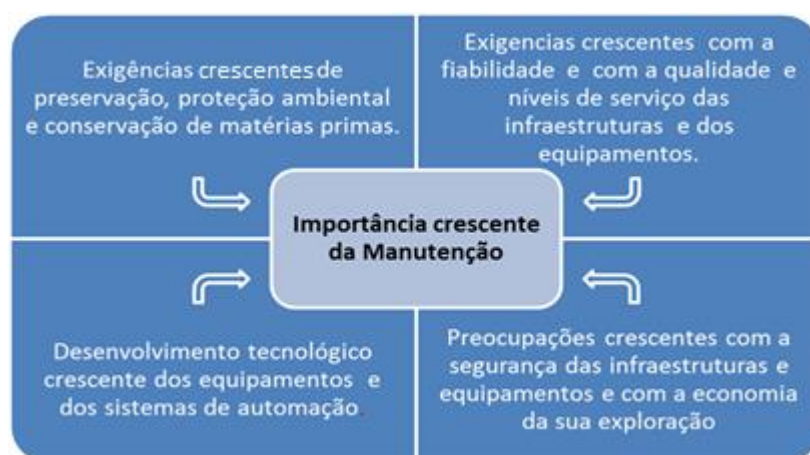 Exigências crescentes de
preservação, proteção ambiental
e conservação de matérias primas.
Exigencias crescentes com a
fiabilidade e com a qualidade e
níveis de serviço das
infraestruturas e dos
equipamentos.
Importância crescente
da Manutenção
Desenvolvimento tecnológico
crescente dos equipamentos e
dos sistemas de automação
Preocupações crescentes com a
segurança das infraestruturas e
equipamentos e com a economia
da sua exploração